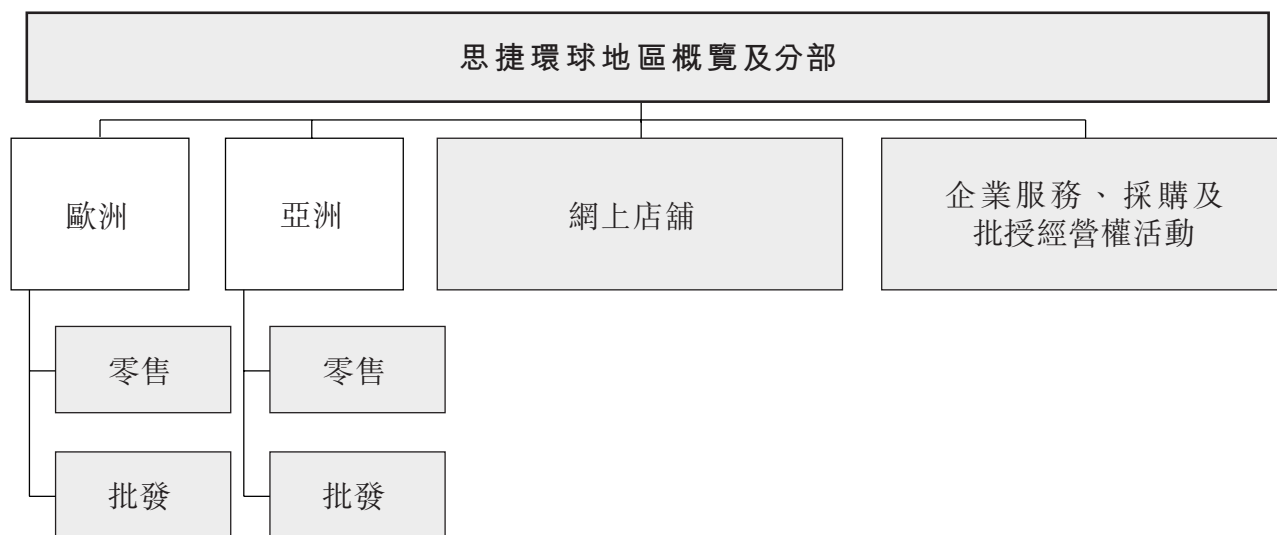 思捷環球地區概覽及分部
歐洲
亞洲
網上店舖
企業服務、採購及
批授經營權活動
零售
零售
批發
批發